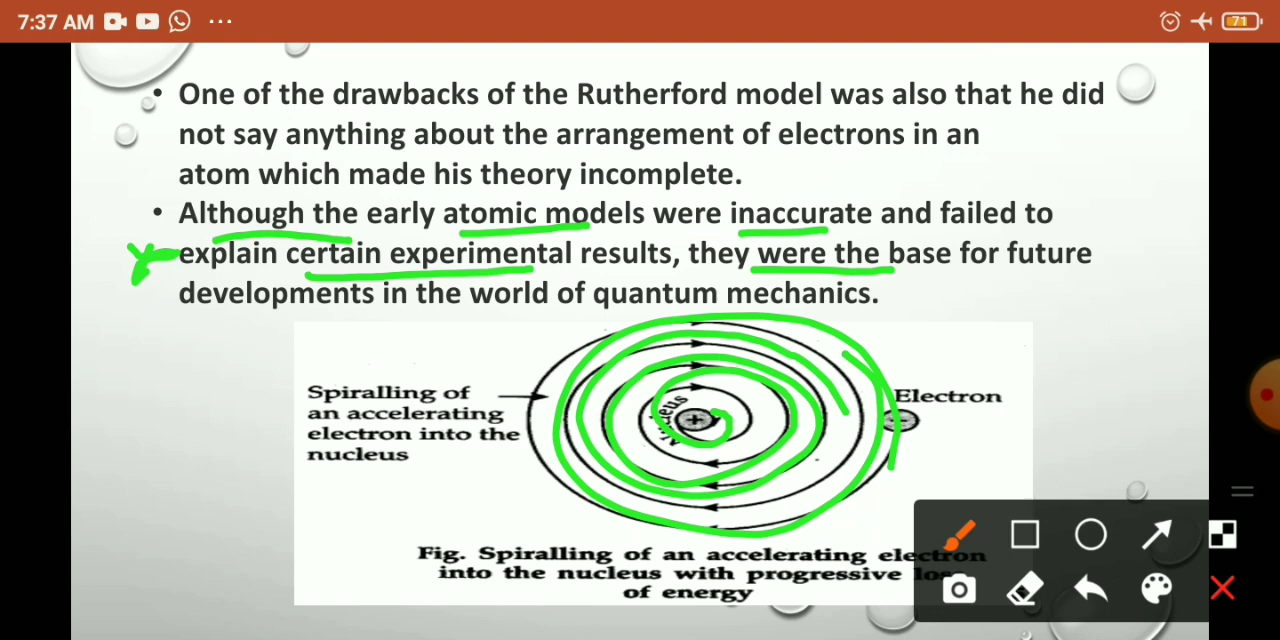 7:37 AM
71
• One of the drawbacks of the Rutherford model was also that he did
not say anything about the arrangement of electrons in an
atom which made his theory incomplete.
• Although the early atomic models were inaccurate and failed to
explain certain experimental results, they were the base for future
developments in the world of quantum mechanics.
Spiralling of
an accelerating
electron into the
nucleus
Nucleus
+
Electron
−
Fig. Spiralling of an accelerating electron
into the nucleus with progressive loss
of energy